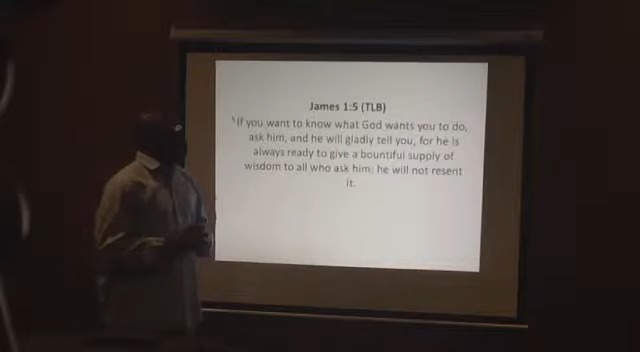 James 1:5 (TLB)
5 If you want to know what God wants you to do,
ask him, and he will gladly tell you, for he is
always ready to give a bountiful supply of
wisdom to all who ask him; he will not resent
it.